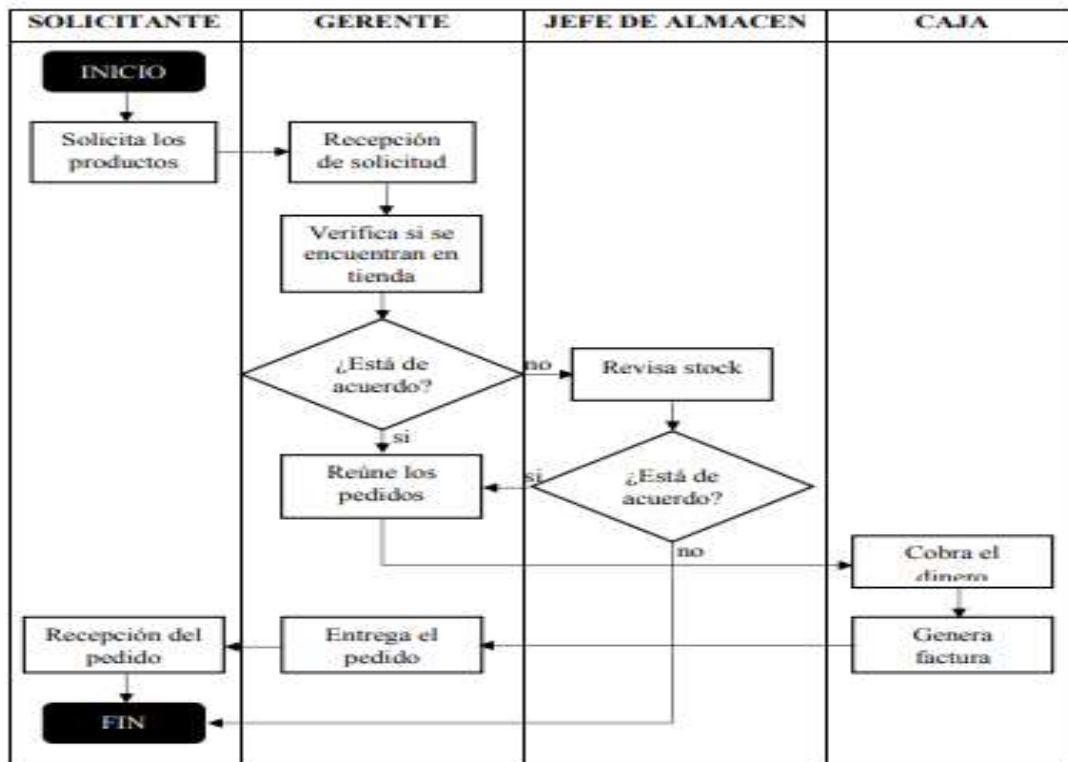 SOLICITANTE
GERENTE
JEFE DE ALMACEN
CAJA
INICIO
Solicita los
productos
Recepción
de solicitud
Verifica si se
encuentran en
tienda
¿Está de
acuerdo?
no
Revisa stock
si
Reúne los
pedidos
si
¿Está de
acuerdo?
no
Cobra el
dinero
Recepción del
pedido
Entrega el
pedido
Genera
factura
FIN